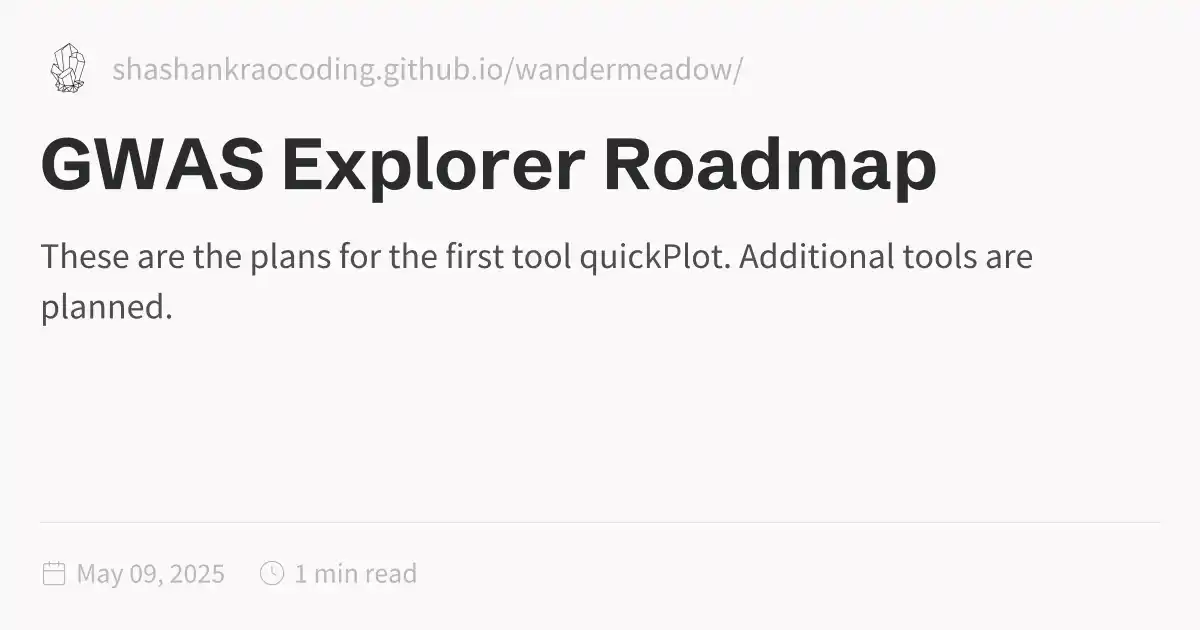 shashankraocoding.github.io/wandermeadow/
GWAS Explorer Roadmap
These are the plans for the first tool quickPlot. Additional tools are
planned.
May 09, 2025 1 min read